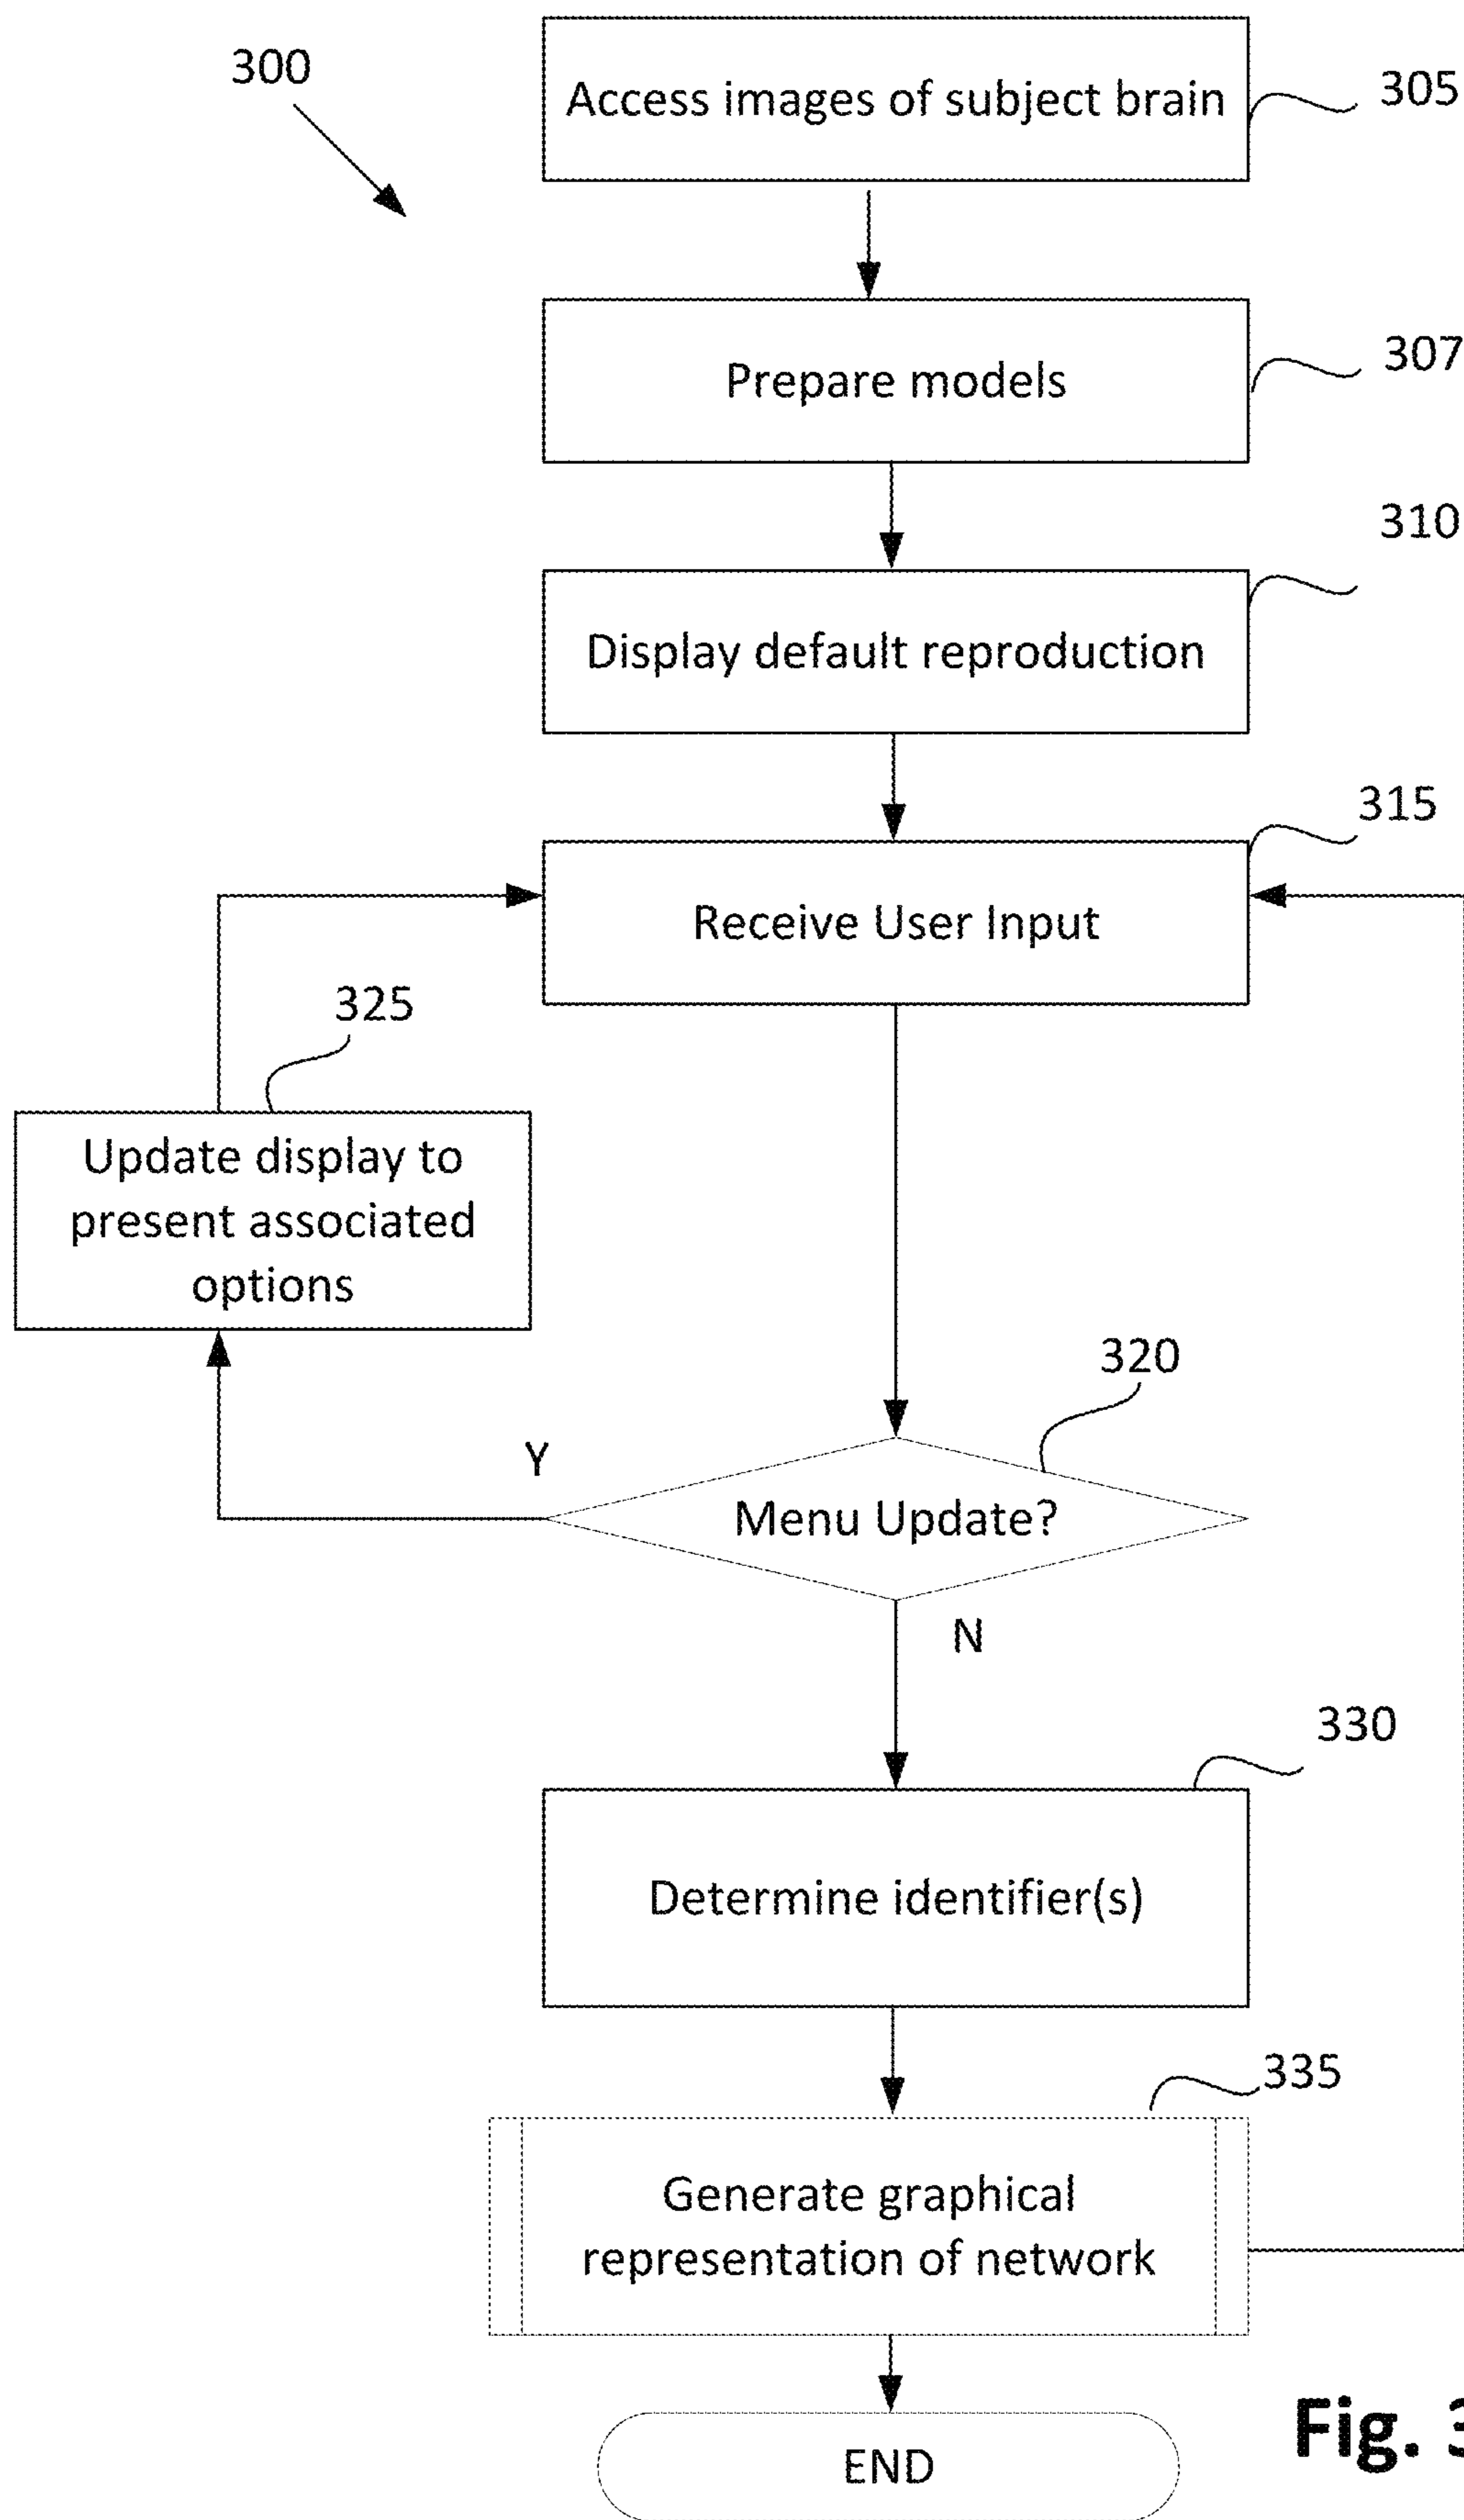 300
Access images of subject brain
305
Prepare models
307
310
Display default reproduction
315
Receive User Input
325
Update display to
present associated
options
320
Y
Menu Update?
N
330
Determine identifier(s)
335
Generate graphical
representation of network
Fig. 3
END